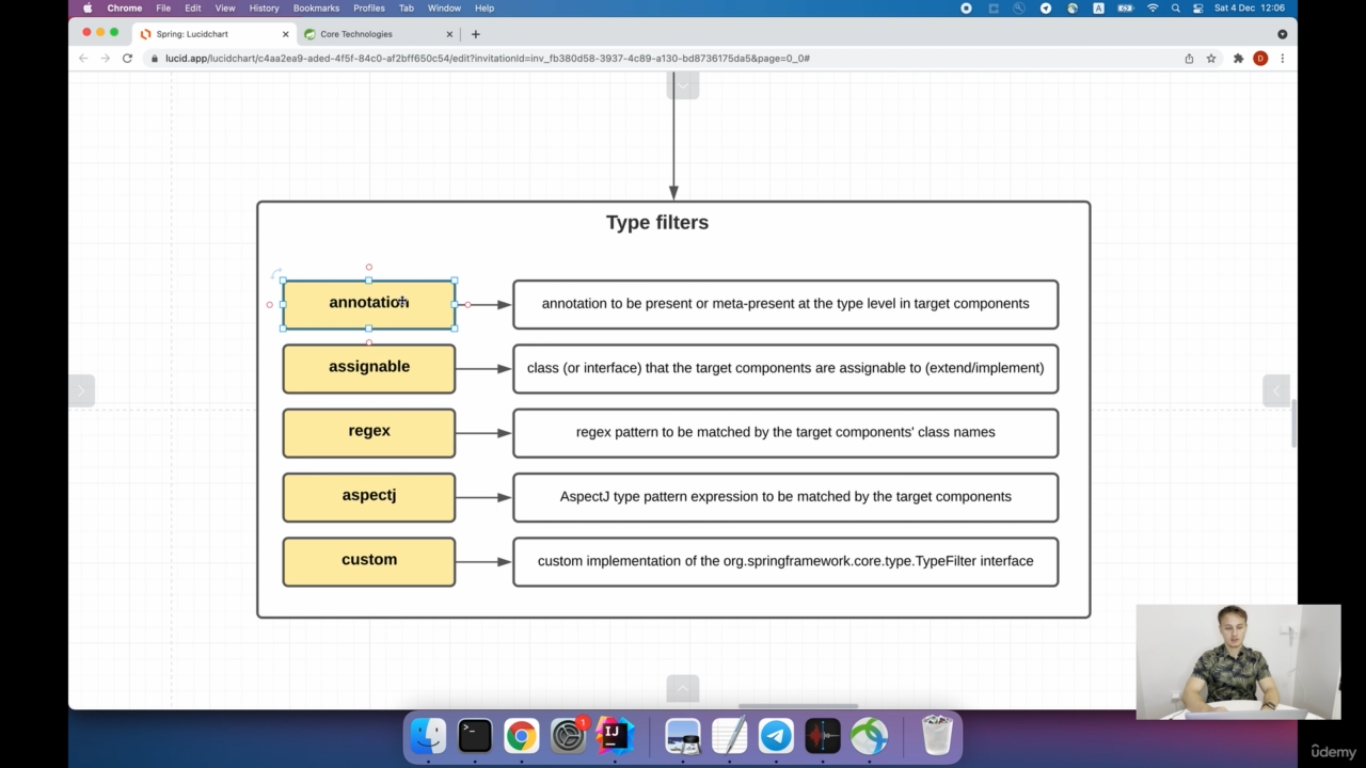 Chrome File Edit View History Bookmarks Profiles Tab Window Help
A
Sat 4 Dec 12:06
Spring: Lucidchart
Core Technologies
lucid.app/lucidchart/c4aa2ea9-aded-4f5f-84c0-af2bff650c54/edit?invitationId=inv_fb380d58-3937-4c89-a130-bd8736175da5&page=0_0#
D
Type filters
annotation
annotation to be present or meta-present at the type level in target components
assignable
class (or interface) that the target components are assignable to (extend/implement)
regex
regex pattern to be matched by the target components' class names
aspectj
AspectJ type pattern expression to be matched by the target components
custom
custom implementation of the org.springframework.core.type.TypeFilter interface
1
IJ
ûdemy